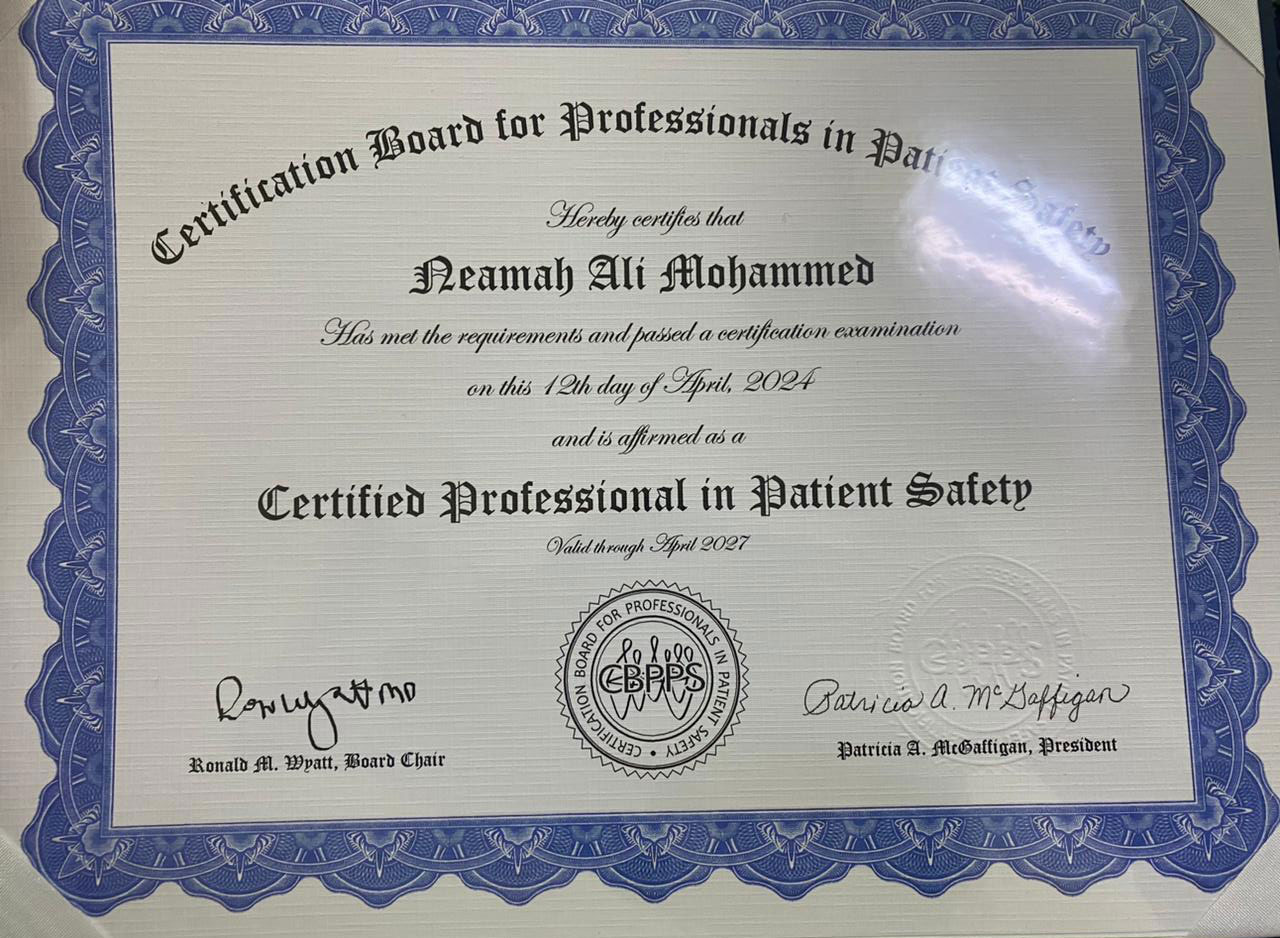 Certification Board for Professionals in Patient Safety
Hereby certifies that
Neamah Ali Mohammed
Has met the requirements and passed a certification examination
on this 12th day of April, 2024
and is affirmed as a
Certified Professional in Patient Safety
Valid through April 2027
CERTIFICATION BOARD FOR PROFESSIONALS IN PATIENT SAFETY •
CBPPS
Ronald M. Wyatt, Board Chair
Patricia A. McGaffigan
Patricia A. McGaffigan, President